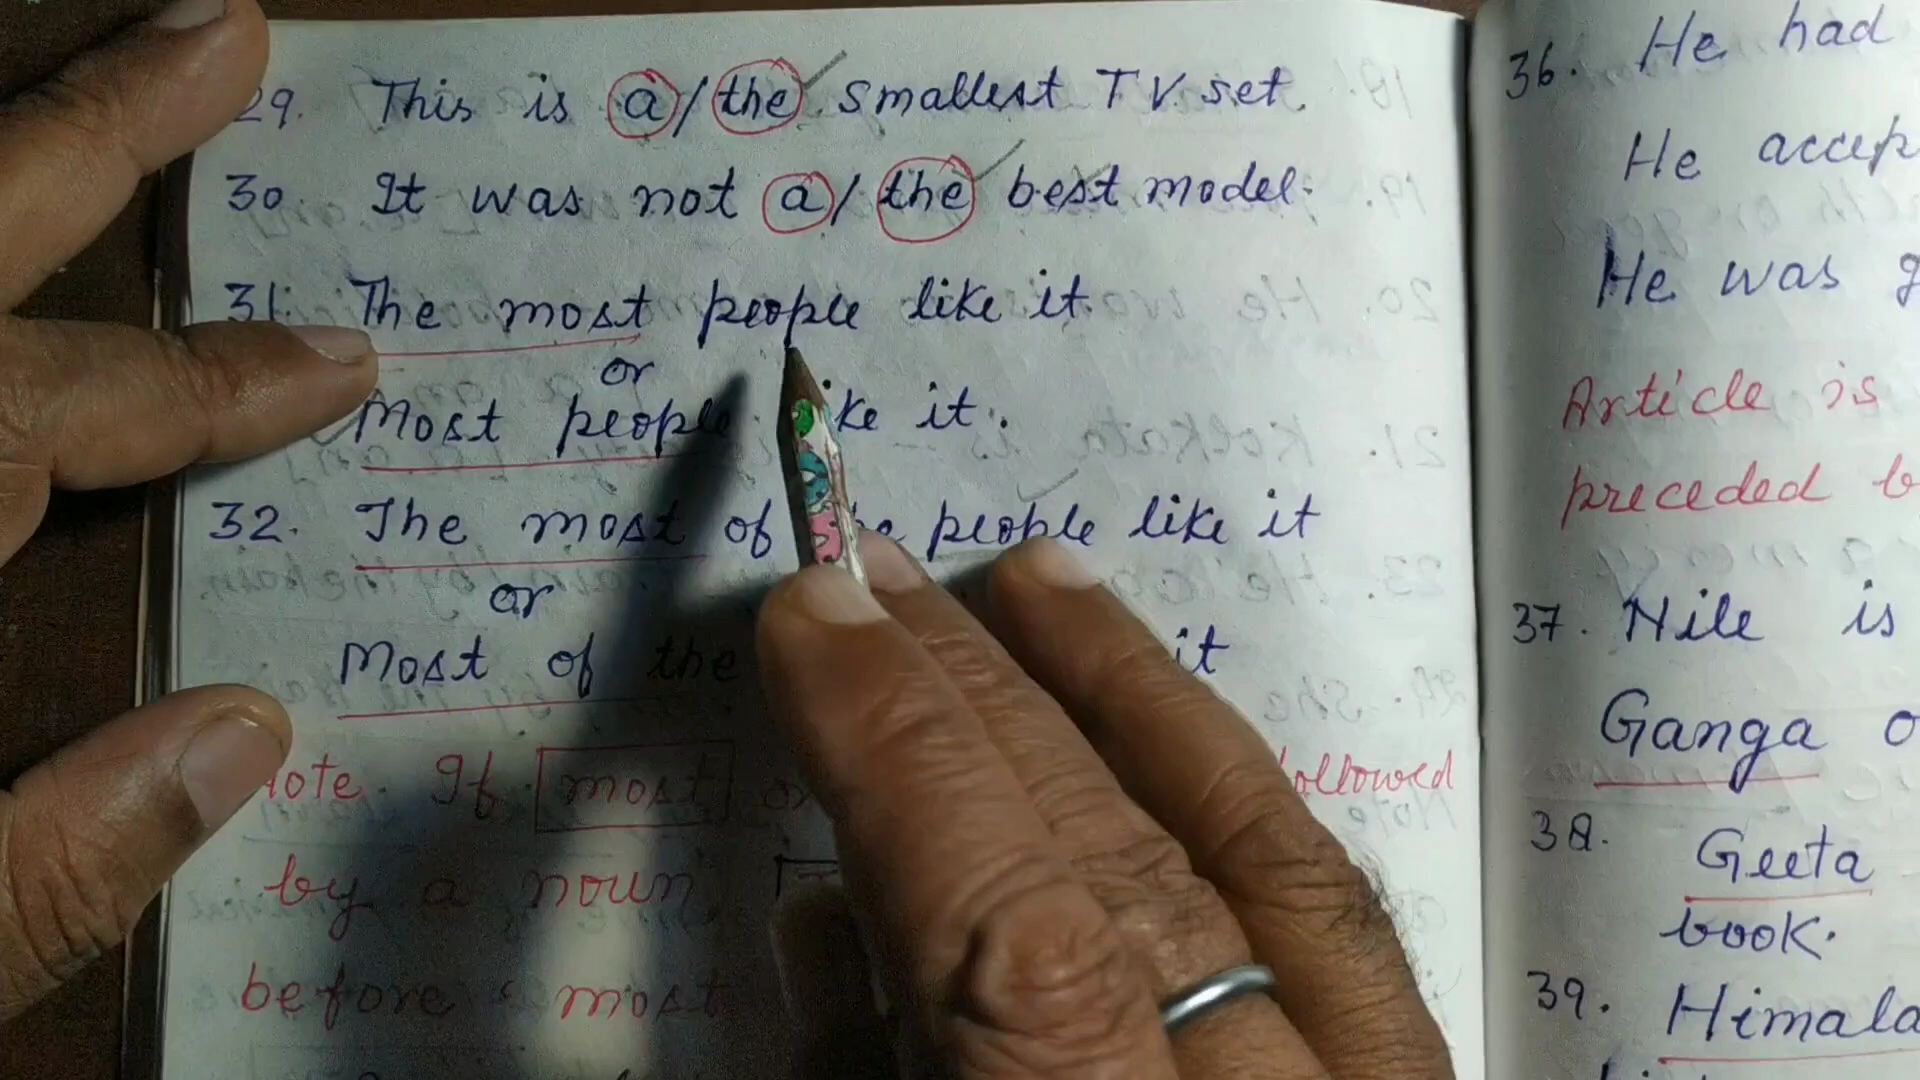 29. This is a/the smallest TV set.
30. It was not a/the best model.
31. The most people like it.
or
Most people like it.
32. The most of the people like it
or
Most of the it
Note. If most followed
by a noun
before most
36. He had
He
He was
Article is
preceded
37. Nile is
Ganga
38. Geeta
book.
39.